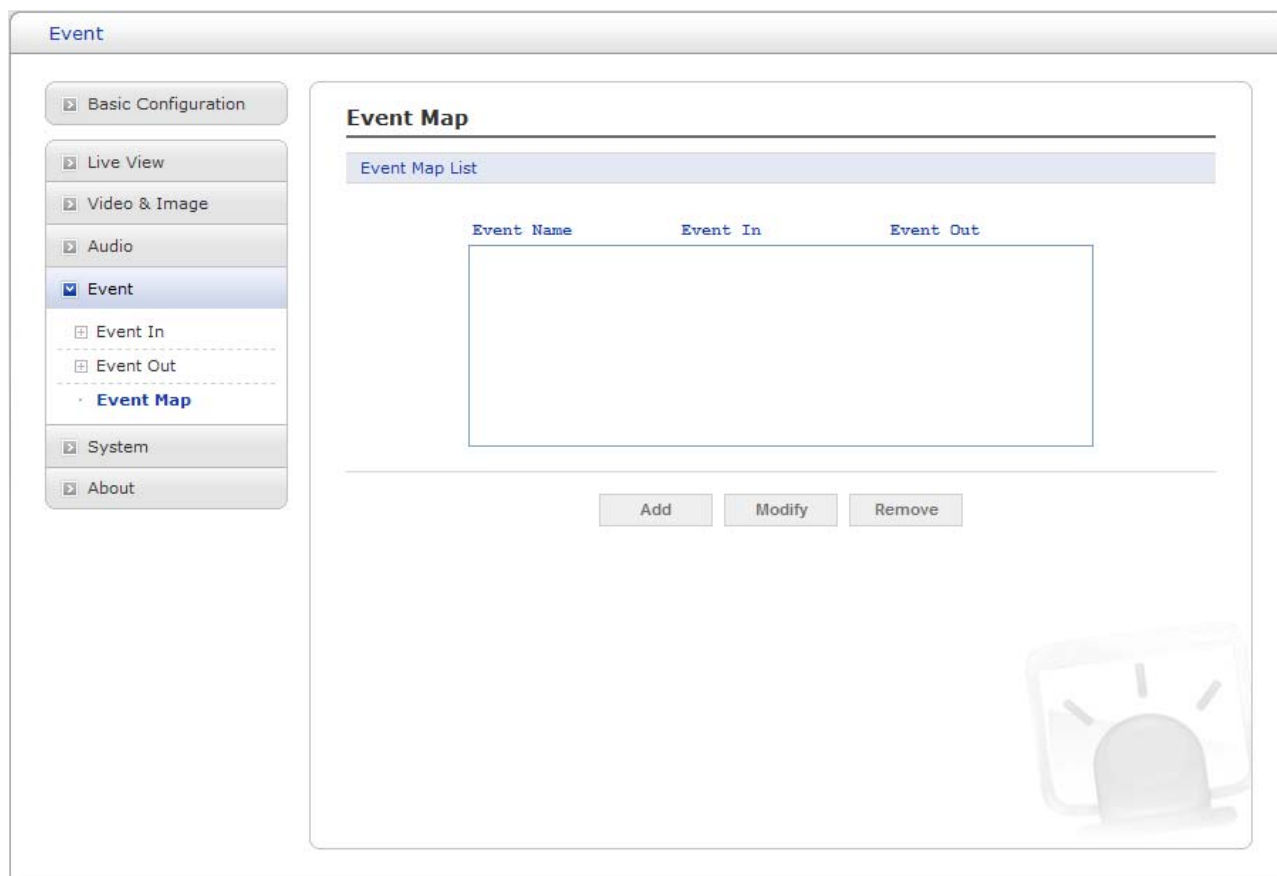 Event
Basic Configuration
Live View
Video & Image
Audio
Event
Event In
Event Out
Event Map
System
About
Event Map
Event Map List
Event Name Event In Event Out
Add Modify Remove